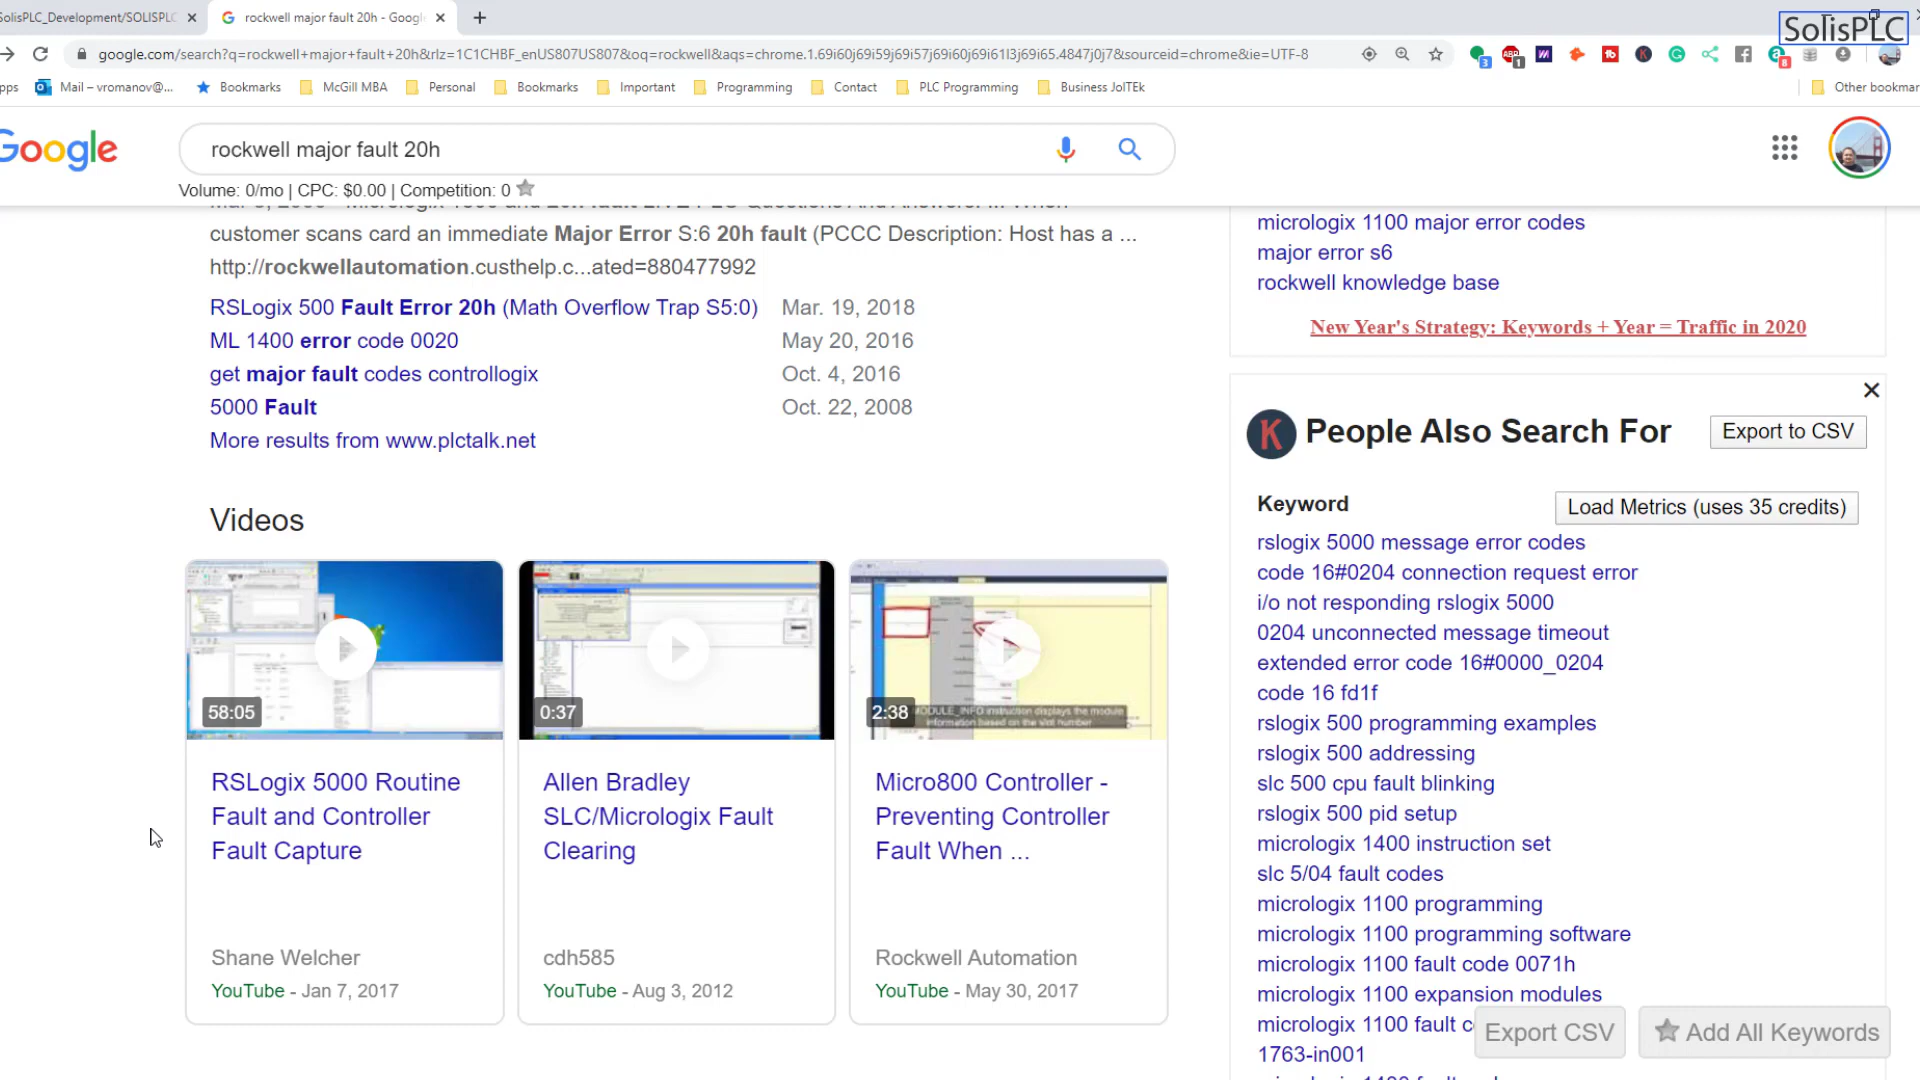 SolisPLC_Development/SOLISPLC
rockwell major fault 20h - Google
SolisPLC
google.com/search?q=rockwell+major+fault+20h&rlz=1C1CHBF_enUS807US807&oq=rockwell&aqs=chrome.1.69i60j69i59j69i57j69i60j69i61l3j69i65.4847j0j7&sourceid=chrome&ie=UTF-8
Mail – vromanov@...
Bookmarks
McGill MBA
Personal
Bookmarks
Important
Programming
Contact
PLC Programming
Business JolTEk
Other bookmar
Google
rockwell major fault 20h
Volume: 0/mo | CPC: $0.00 | Competition: 0
customer scans card an immediate Major Error S:6 20h fault (PCCC Description: Host has a ...
http://rockwellautomation.custhelp.c...ated=880477992
RSLogix 500 Fault Error 20h (Math Overflow Trap S5:0) Mar. 19, 2018
ML 1400 error code 0020 May 20, 2016
get major fault codes controllogix Oct. 4, 2016
5000 Fault Oct. 22, 2008
More results from www.plctalk.net
Videos
58:05
RSLogix 5000 Routine
Fault and Controller
Fault Capture
Shane Welcher
YouTube - Jan 7, 2017
0:37
Allen Bradley
SLC/Micrologix Fault
Clearing
cdh585
YouTube - Aug 3, 2012
2:38
MODULE_INFO instruction displays the module
information based on the slot number
Micro800 Controller -
Preventing Controller
Fault When ...
Rockwell Automation
YouTube - May 30, 2017
micrologix 1100 major error codes
major error s6
rockwell knowledge base
New Year's Strategy: Keywords + Year = Traffic in 2020
People Also Search For
Export to CSV
Keyword
Load Metrics (uses 35 credits)
rslogix 5000 message error codes
code 16#0204 connection request error
i/o not responding rslogix 5000
0204 unconnected message timeout
extended error code 16#0000_0204
code 16 fd1f
rslogix 500 programming examples
rslogix 500 addressing
slc 500 cpu fault blinking
rslogix 500 pid setup
micrologix 1400 instruction set
slc 5/04 fault codes
micrologix 1100 programming
micrologix 1100 programming software
micrologix 1100 fault code 0071h
micrologix 1100 expansion modules
micrologix 1100 fault c
1763-in001
Export CSV
Add All Keywords